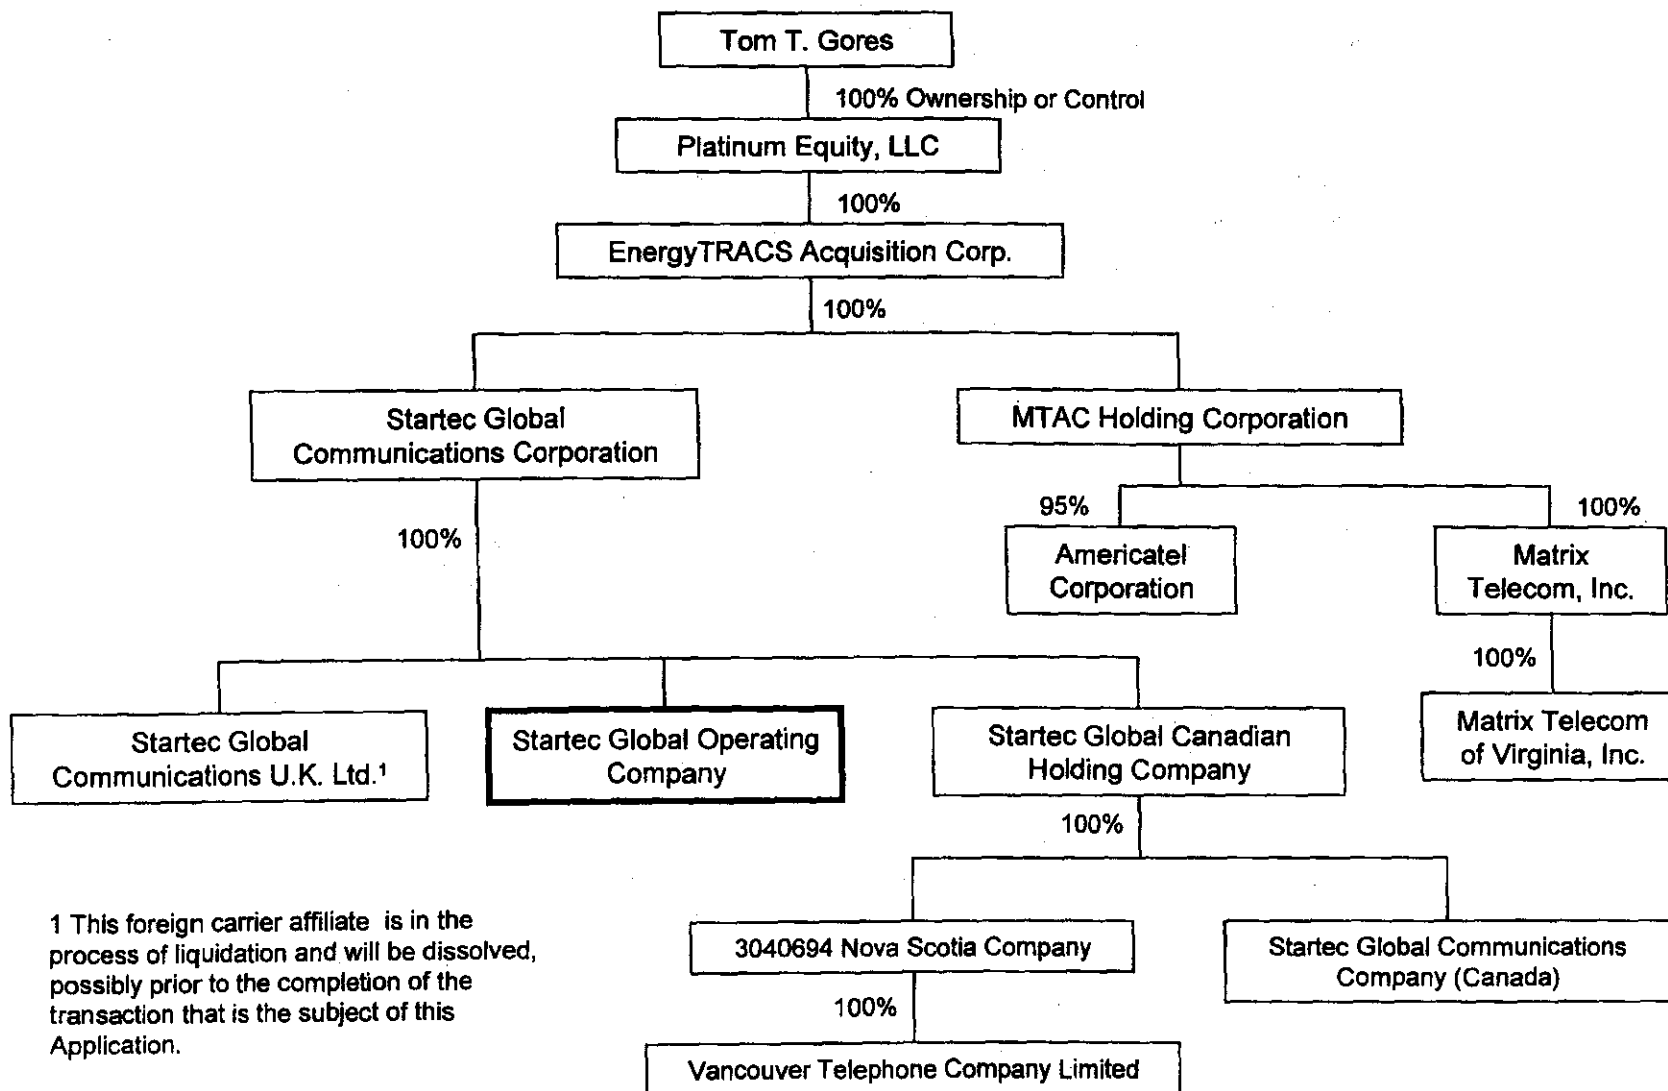 Tom T. Gores
100% Ownership or Control
Platinum Equity, LLC
100%
EnergyTRACS Acquisition Corp.
100%
Startec Global
Communications Corporation
MTAC Holding Corporation
100%
95%
100%
Americatel
Corporation
Matrix
Telecom, Inc.
100%
Startec Global
Communications U.K. Ltd.¹
Startec Global Operating
Company
Startec Global Canadian
Holding Company
Matrix Telecom
of Virginia, Inc.
100%
1 This foreign carrier affiliate is in the
process of liquidation and will be dissolved,
possibly prior to the completion of the
transaction that is the subject of this
Application.
3040694 Nova Scotia Company
Startec Global Communications
Company (Canada)
100%
Vancouver Telephone Company Limited